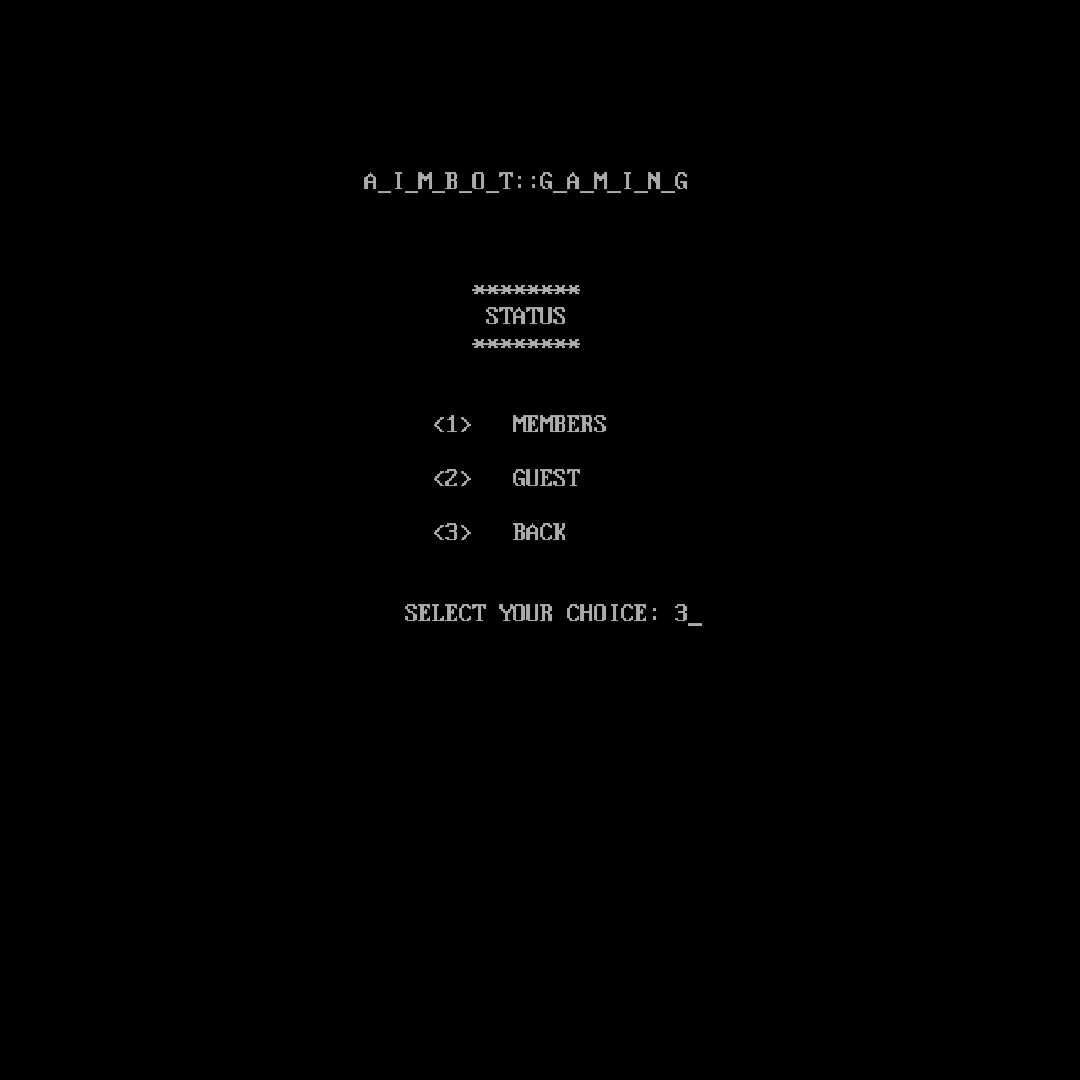 A_I_M_B_O_T::G_A_M_I_N_G
********
STATUS
********
<1> MEMBERS
<2> GUEST
<3> BACK
SELECT YOUR CHOICE: 3_